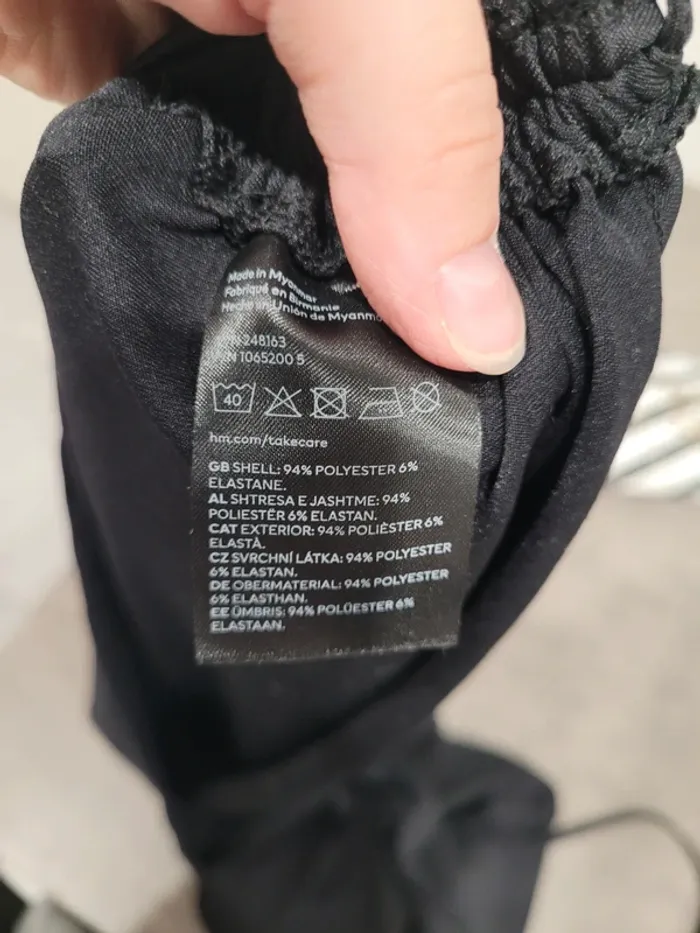 Made in Myanmar
Fabriqué en Birmanie
Hecho en Unión de Myanm
248163
1065200 5
40
hm.com/takecare
GB SHELL: 94% POLYESTER 6%
ELASTANE.
AL SHTRESA E JASHTME: 94%
POLIESTËR 6% ELASTAN.
CAT EXTERIOR: 94% POLIÈSTER 6%
ELASTÀ.
CZ SVRCHNÍ LÁTKA: 94% POLYESTER
6% ELASTAN.
DE OBERMATERIAL: 94% POLYESTER
6% ELASTHAN.
EE ÜMBRIS: 94% POLÜESTER 6%
ELASTAAN.